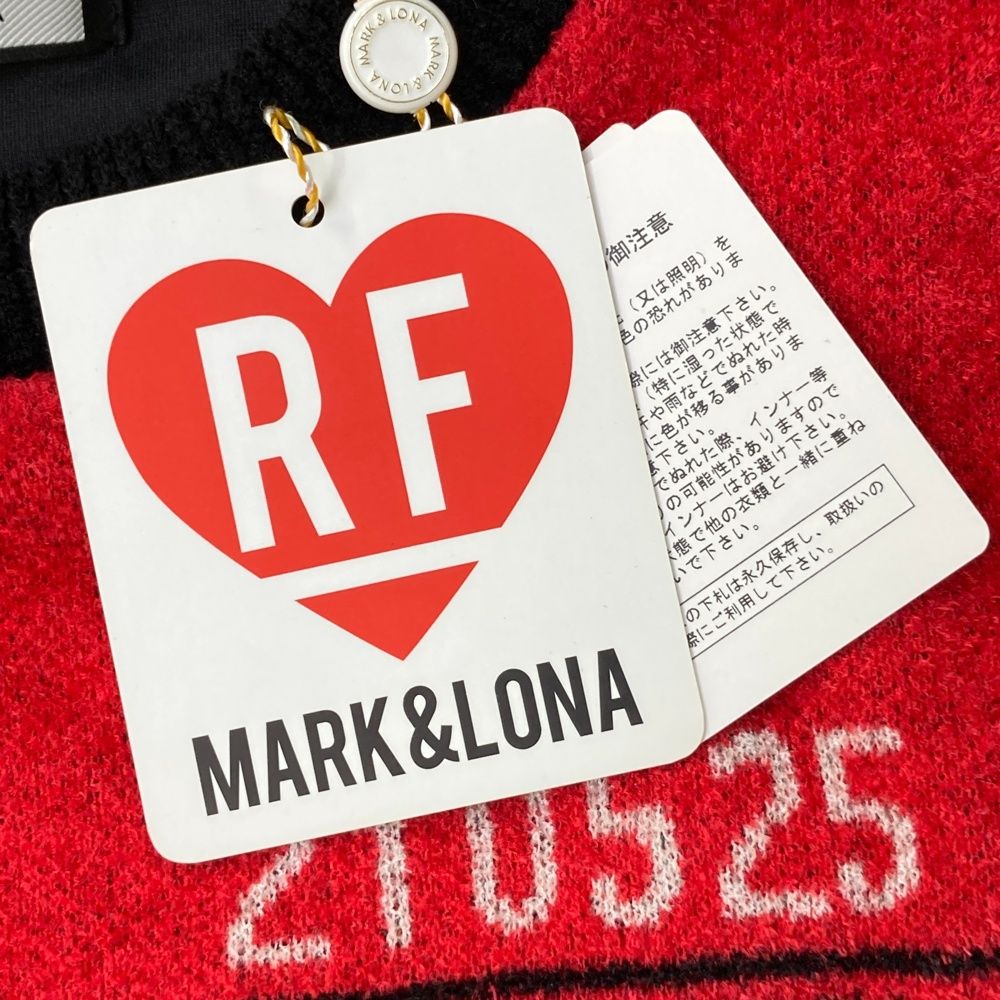 MARK & LONA MARK & LONA
RF
MARK&LONA
御注意
(又は照明)を
色の恐れがありま
際には御注意下さい。
(特に湿った状態で
や雨などでぬれた時
に色が移る事がありま
下さい。
でぬれた際、インナー等
の可能性がありますので
インナーはお避け下さい。
態で他の衣類と一緒に重ね
いで下さい。
の下札は永久保存し、取扱いの
際にご利用して下さい。
210525